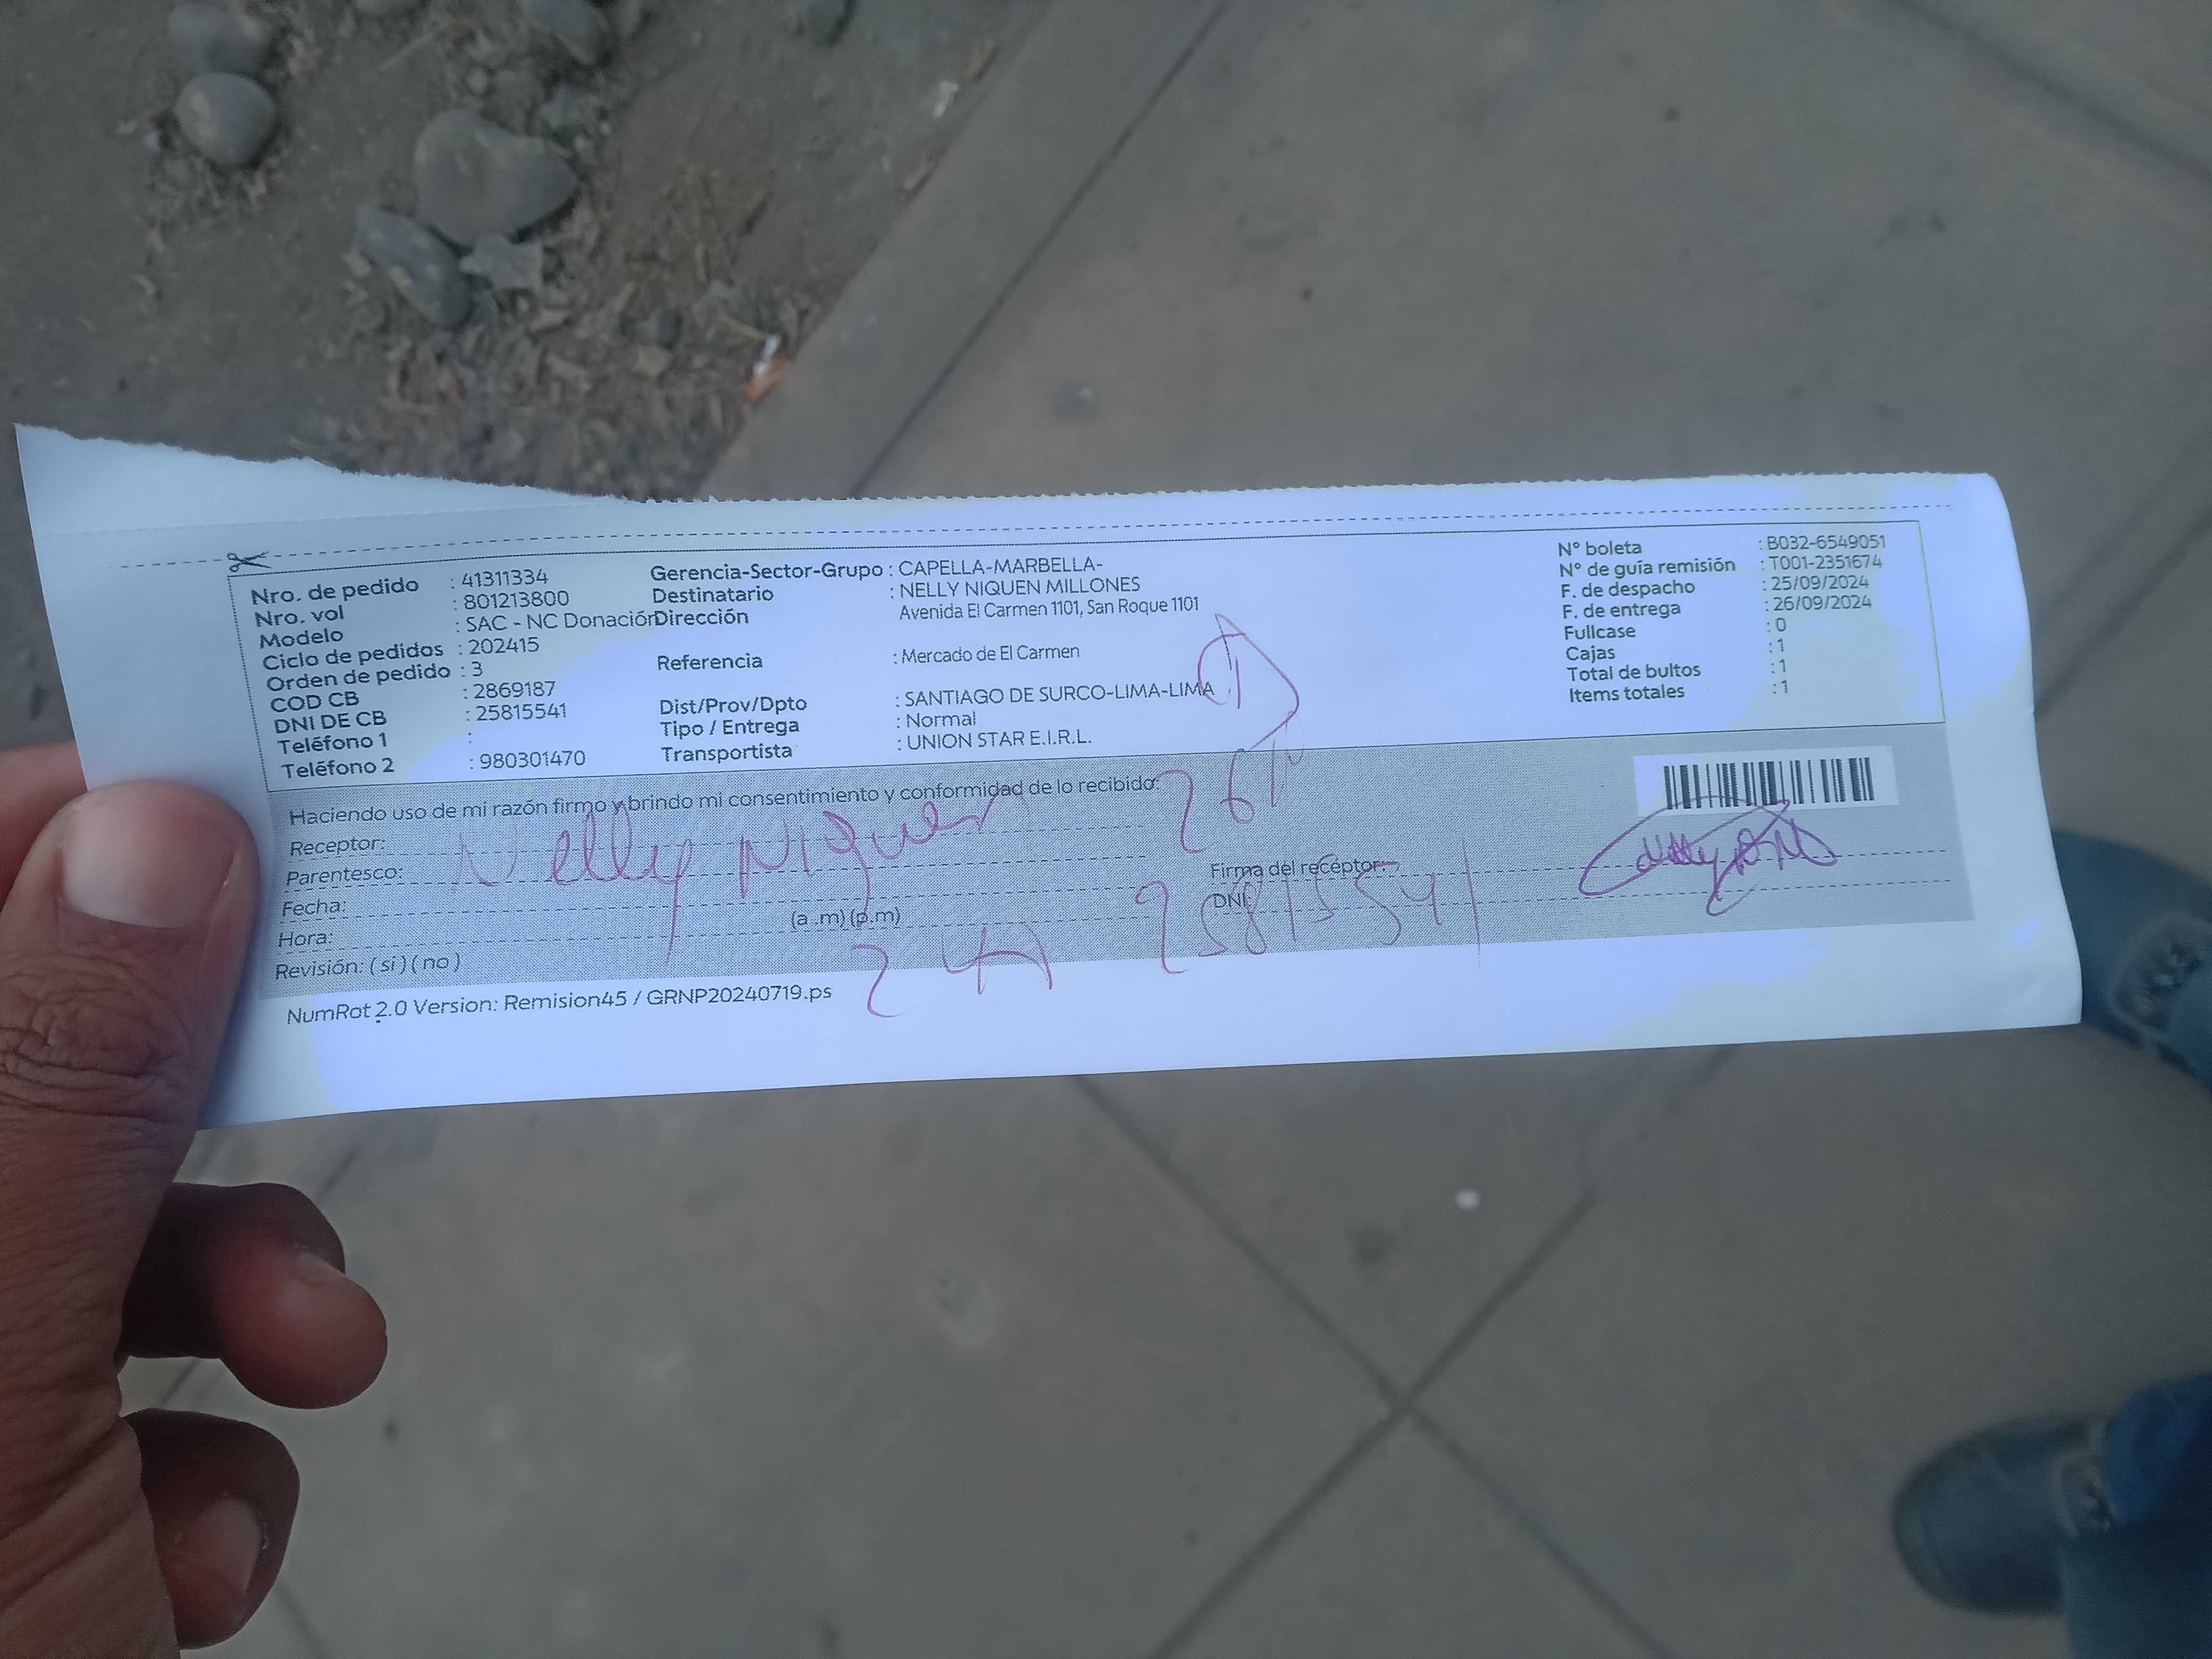 Nro. de pedido : 41311334
Nro. vol : 801213800
Modelo : SAC - NC Donación
Ciclo de pedidos : 202415
Orden de pedido : 3
COD CB : 2869187
DNI DE CB : 25815541
Teléfono 1 :
Teléfono 2 : 980301470
Gerencia-Sector-Grupo : CAPELLA-MARBELLA-
Destinatario : NELLY NIQUEN MILLONES
Dirección Avenida El Carmen 1101, San Roque 1101
Referencia : Mercado de El Carmen
Dist/Prov/Dpto : SANTIAGO DE SURCO-LIMA-LIMA
Tipo / Entrega : Normal
Transportista : UNION STAR E.I.R.L.
N° boleta : B032-6549051
N° de guía remisión : T001-2351674
F. de despacho : 25/09/2024
F. de entrega : 26/09/2024
Fullcase : 0
Cajas : 1
Total de bultos : 1
Items totales : 1
Haciendo uso de mi razón firmo y brindo mi consentimiento y conformidad de lo recibido:
Receptor:
Parentesco: Nelly Niquen
Fecha:
Hora: (a .m) (p.m)
Revisión: ( si ) ( no )
Firma del receptor:
DNI: 25815541
NumRot 2.0 Version: Remision45 / GRNP20240719.ps